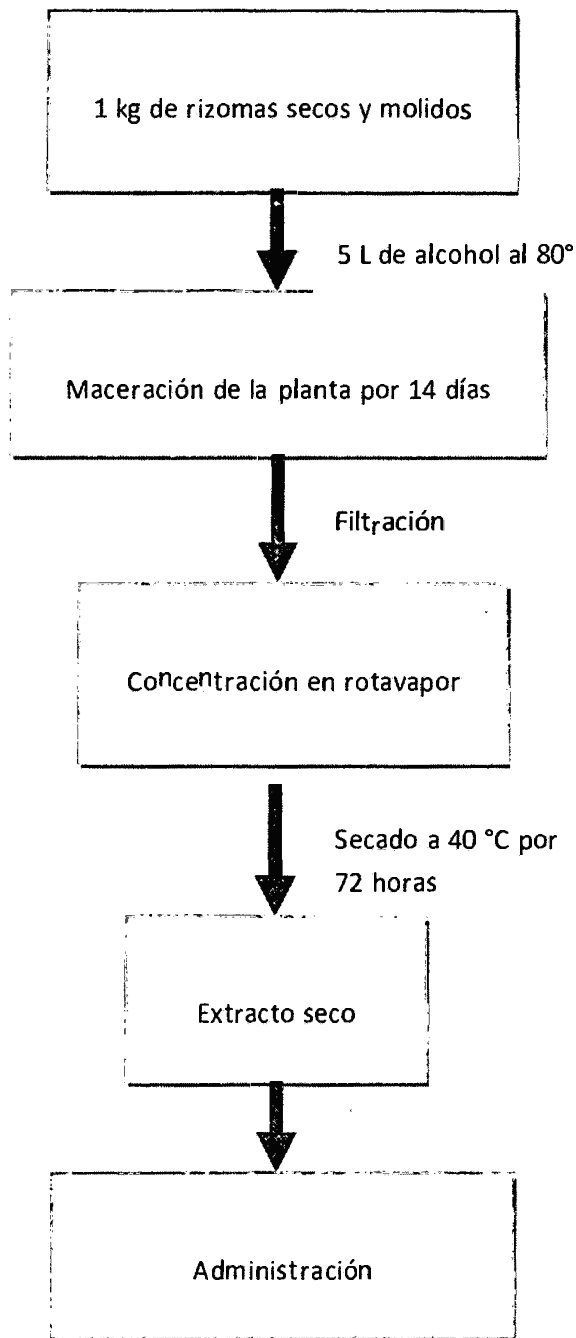 1 kg de rizomas secos y molidos
5 L de alcohol al 80°
Maceración de la planta por 14 días
Filtración
Concentración en rotavapor
Secado a 40 °C por
72 horas
Extracto seco
Administración